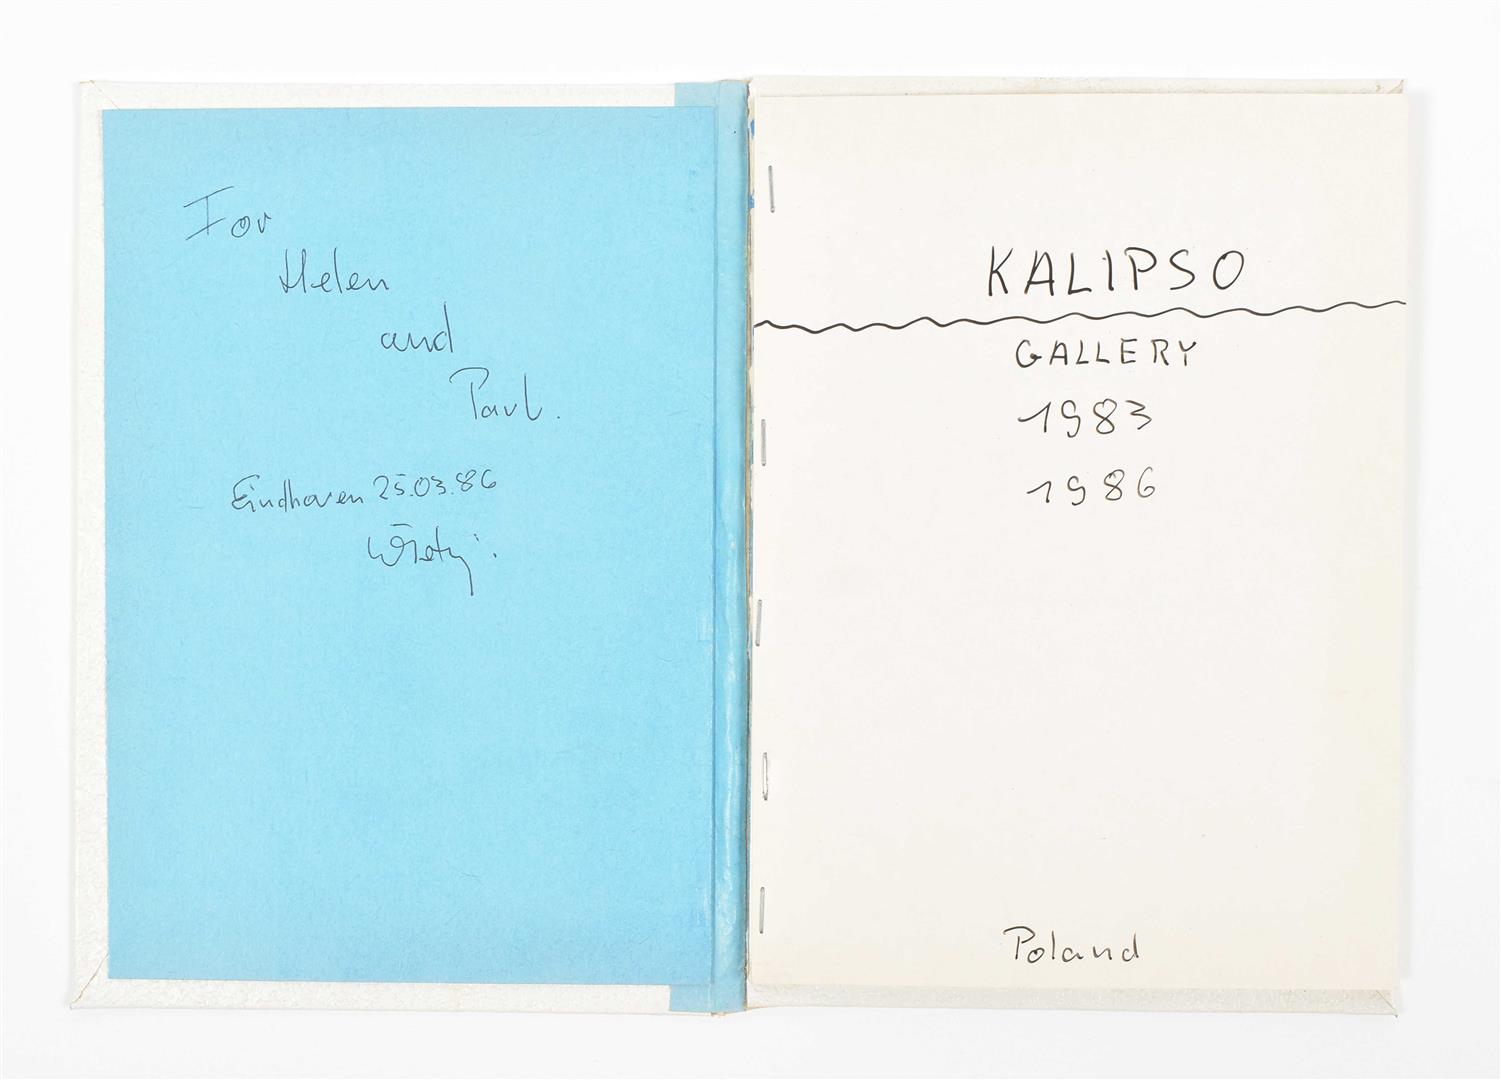 For
Helen
and
Paul.
Eindhoven 25.03.86
KALIPSO
GALLERY
1983
1986
Poland